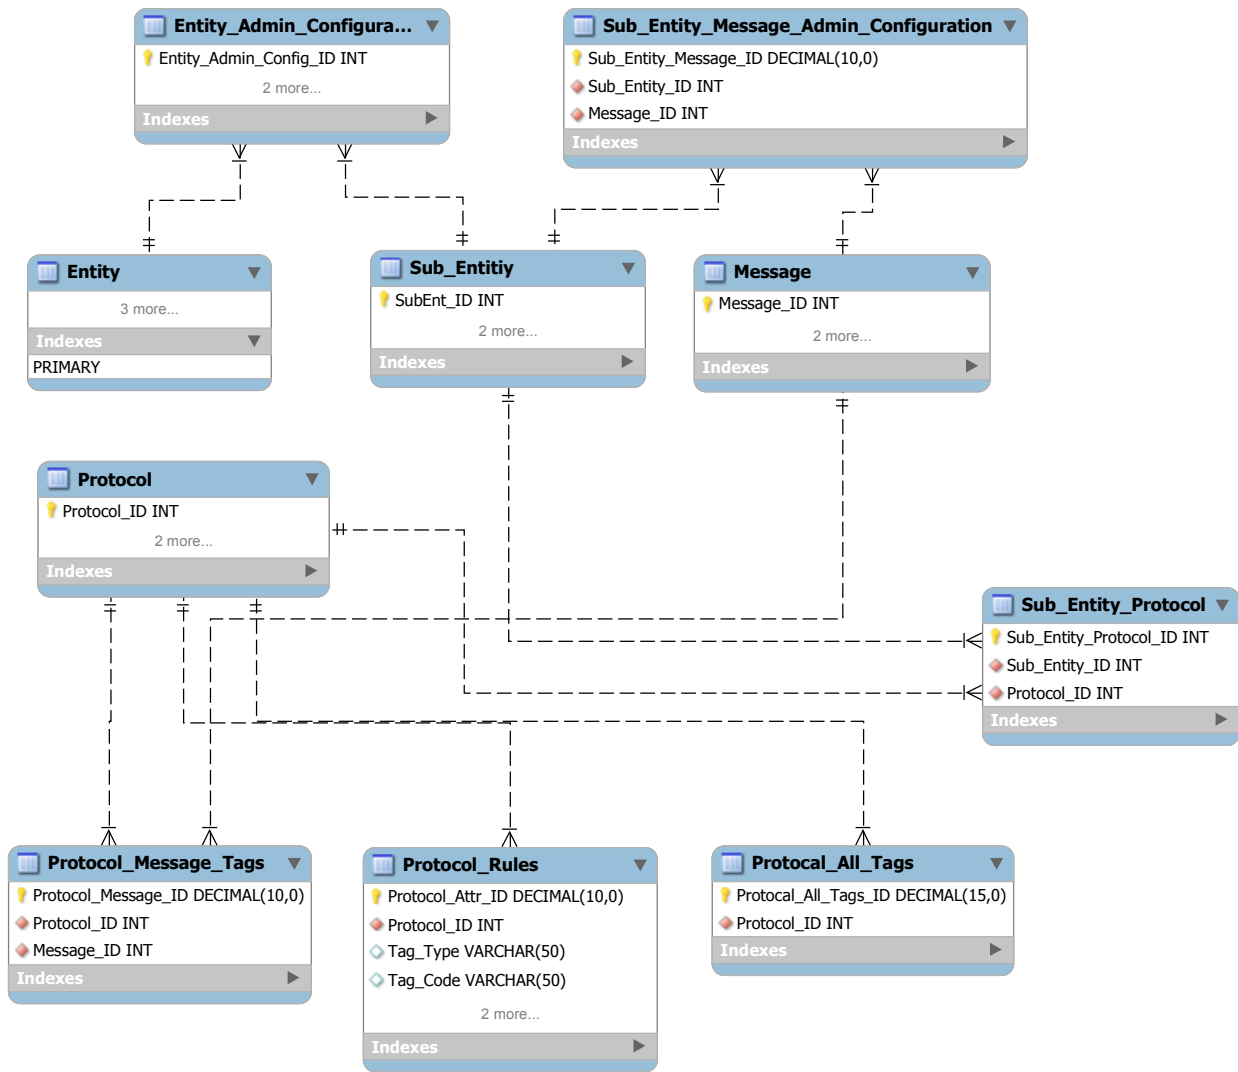 Entity_Admin_Configura...
Entity_Admin_Config_ID INT
2 more...
Indexes
Sub_Entity_Message_Admin_Configuration
Sub_Entity_Message_ID DECIMAL(10,0)
Sub_Entity_ID INT
Message_ID INT
Indexes
Entity
3 more...
Indexes
PRIMARY
Sub_Entitiy
SubEnt_ID INT
2 more...
Indexes
Message
Message_ID INT
2 more...
Indexes
Protocol
Protocol_ID INT
2 more...
Indexes
Sub_Entity_Protocol
Sub_Entity_Protocol_ID INT
Sub_Entity_ID INT
Protocol_ID INT
Indexes
Protocol_Message_Tags
Protocol_Message_ID DECIMAL(10,0)
Protocol_ID INT
Message_ID INT
Indexes
Protocol_Rules
Protocol_Attr_ID DECIMAL(10,0)
Protocol_ID INT
Tag_Type VARCHAR(50)
Tag_Code VARCHAR(50)
2 more...
Indexes
Protocal_All_Tags
Protocal_All_Tags_ID DECIMAL(15,0)
Protocol_ID INT
Indexes